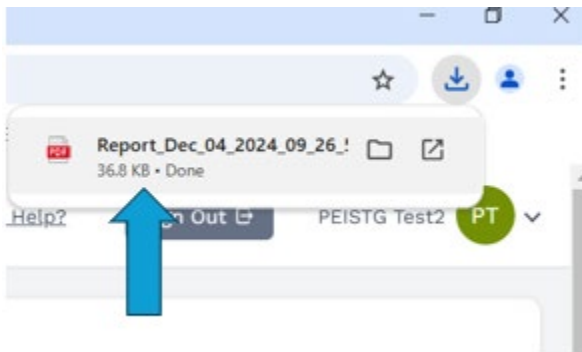 PDF
Report_Dec_04_2024_09_26_
36.8 KB • Done
Help?
Out
PEISTG Test2
PT